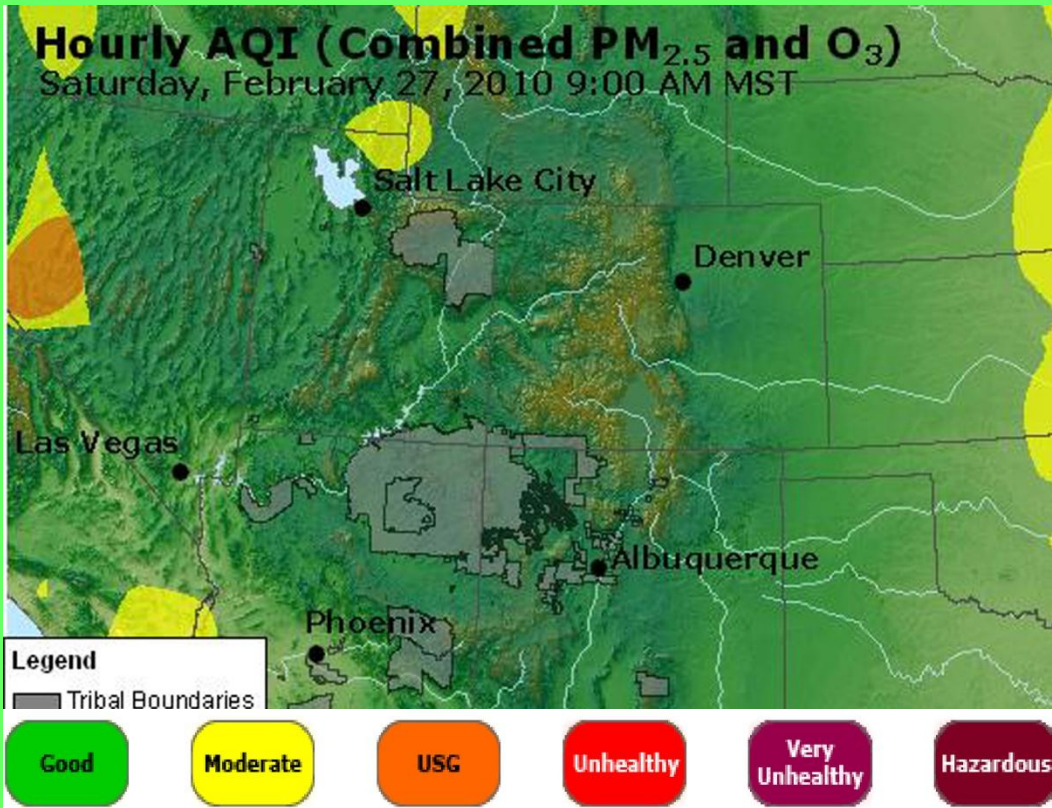 Hourly AQI (Combined PM2.5 and O3)
Saturday, February 27, 2010 9:00 AM MST
Salt Lake City
Denver
Las Vegas
Albuquerque
Phoenix
Legend
Tribal Boundaries
Good
Moderate
USG
Unhealthy
Very
Unhealthy
Hazardous